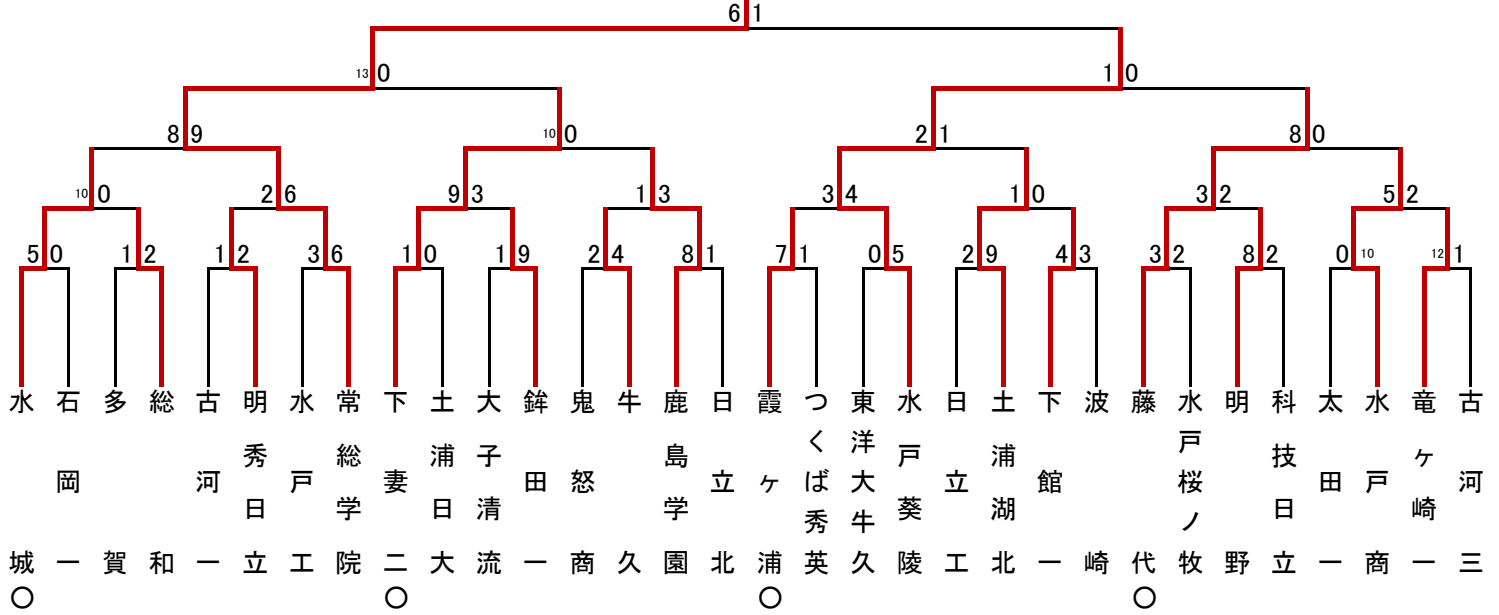 6 1
13 0 1 0
8 9 10 0 2 1 8 0
10 0 2 6 9 3 1 3 3 4 1 0 3 2 5 2
5 0 1 2 1 2 3 6 1 0 1 9 2 4 8 1 7 1 0 5 2 9 4 3 3 2 8 2 0 10 12 1
水城
石岡一
多賀
総和
古河一
明秀日立
水戸工
常総学院
下妻二
土浦日大
大子清流
鉾田一
鬼怒商
牛久
鹿島学園
日立北
霞ヶ浦
つくば秀英
東洋大牛久
水戸葵陵
日立工
土浦湖北
下館一
波崎
藤代
水戸桜ノ牧
明野
科技日立
太田一
水戸商
竜ヶ崎一
古河三
○ ○ ○ ○